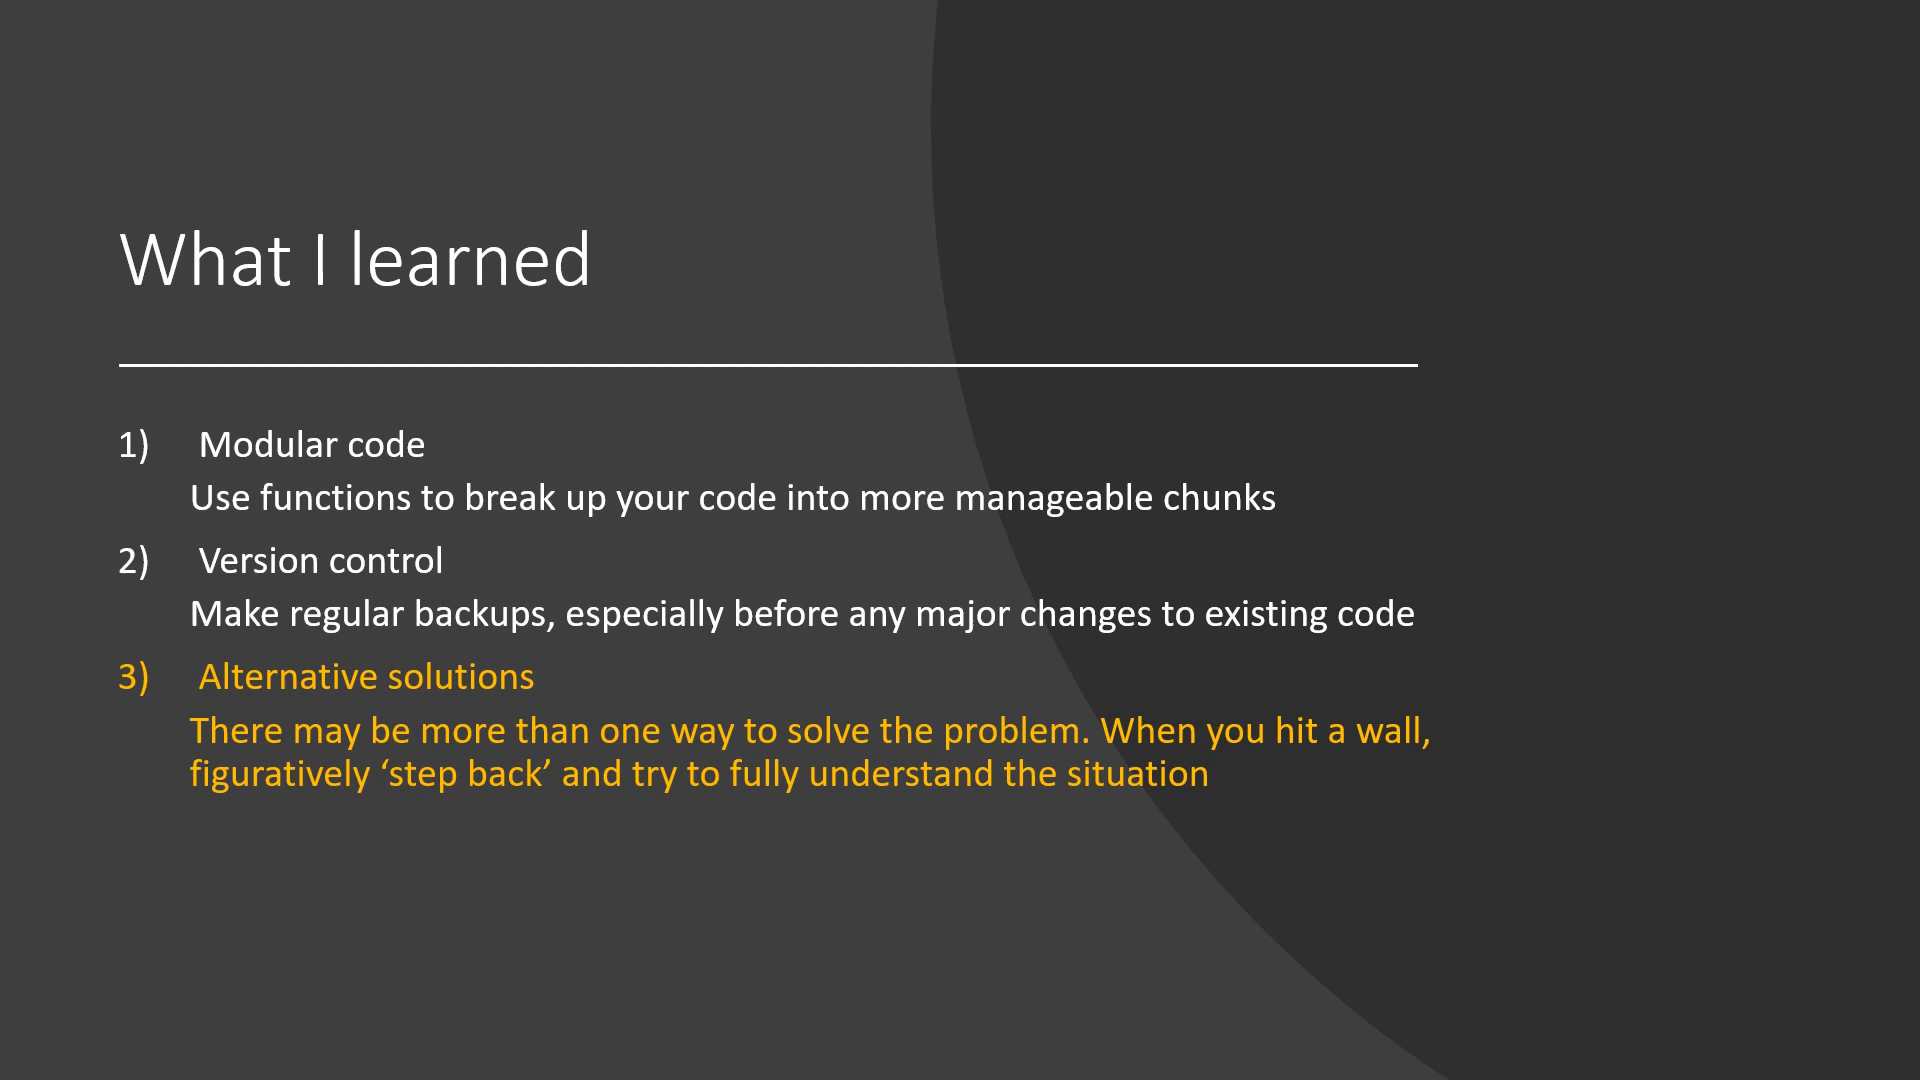 What I learned
1) Modular code
Use functions to break up your code into more manageable chunks
2) Version control
Make regular backups, especially before any major changes to existing code
3) Alternative solutions
There may be more than one way to solve the problem. When you hit a wall,
figuratively ‘step back’ and try to fully understand the situation